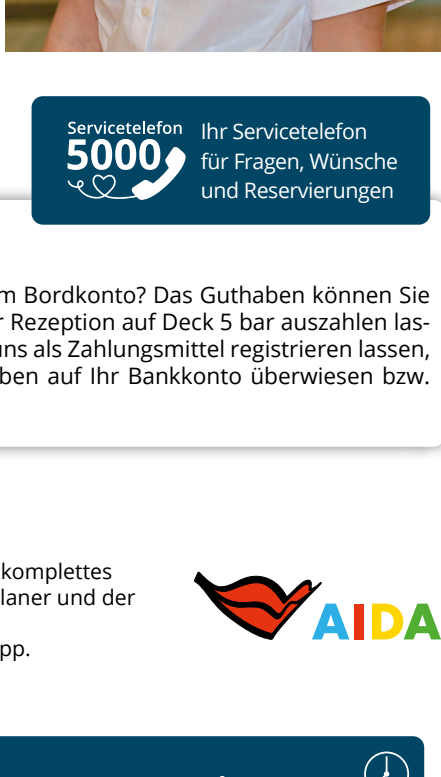 Servicetelefon
5000
Ihr Servicetelefon
für Fragen, Wünsche
und Reservierungen
m Bordkonto? Das Guthaben können Sie
r Rezeption auf Deck 5 bar auszahlen las-
uns als Zahlungsmittel registrieren lassen,
ben auf Ihr Bankkonto überwiesen bzw.
komplettes
laner und der
pp.
AIDA